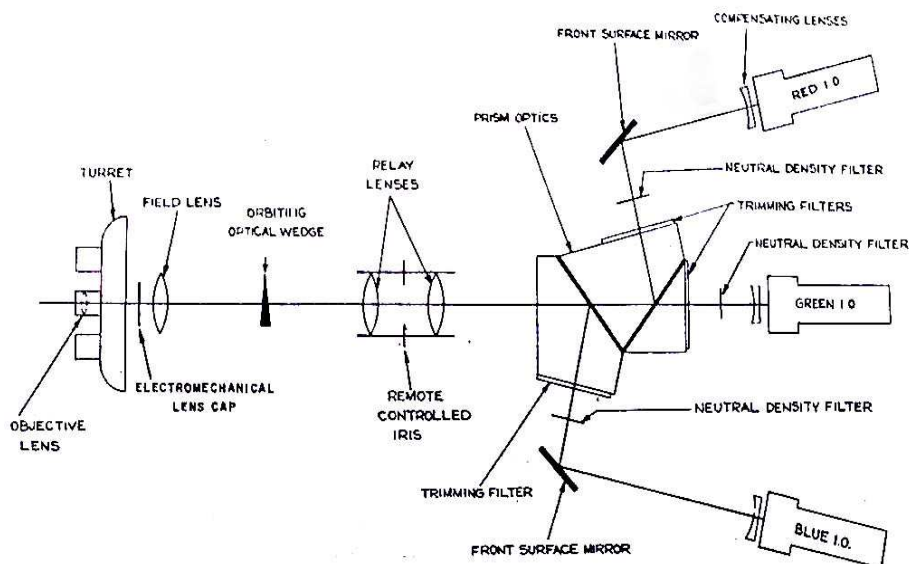 COMPENSATING LENSES
FRONT SURFACE MIRROR
RED I.O
PRISM OPTICS
NEUTRAL DENSITY FILTER
TURRET
RELAY
LENSES
FIELD LENS
ORBITING
OPTICAL WEDGE
TRIMMING FILTERS
NEUTRAL DENSITY
FILTER
GREEN I.O
ELECTROMECHANICAL
LENS CAP
REMOTE
CONTROLLED
IRIS
NEUTRAL DENSITY FILTER
OBJECTIVE
LENS
TRIMMING FILTER
BLUE I.O.
FRONT SURFACE MIRROR